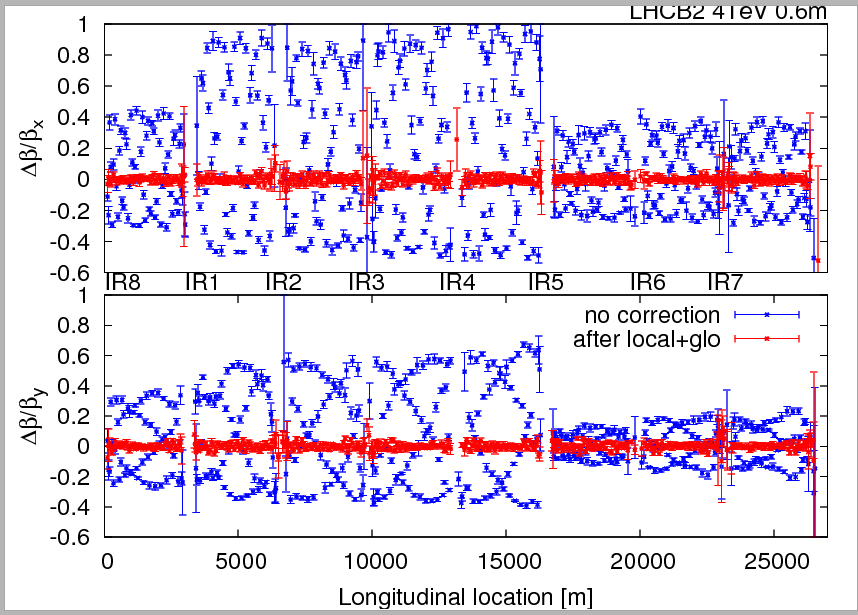 LHCB2 4TeV 0.6m
1
0.8
0.6
0.4
0.2
0
-0.2
-0.4
-0.6
Δβ/βx
IR8 IR1 IR2 IR3 IR4 IR5 IR6 IR7
1
0.8
0.6
0.4
0.2
0
-0.2
-0.4
-0.6
Δβ/βy
no correction
after local+glo
0 5000 10000 15000 20000 25000
Longitudinal location [m]